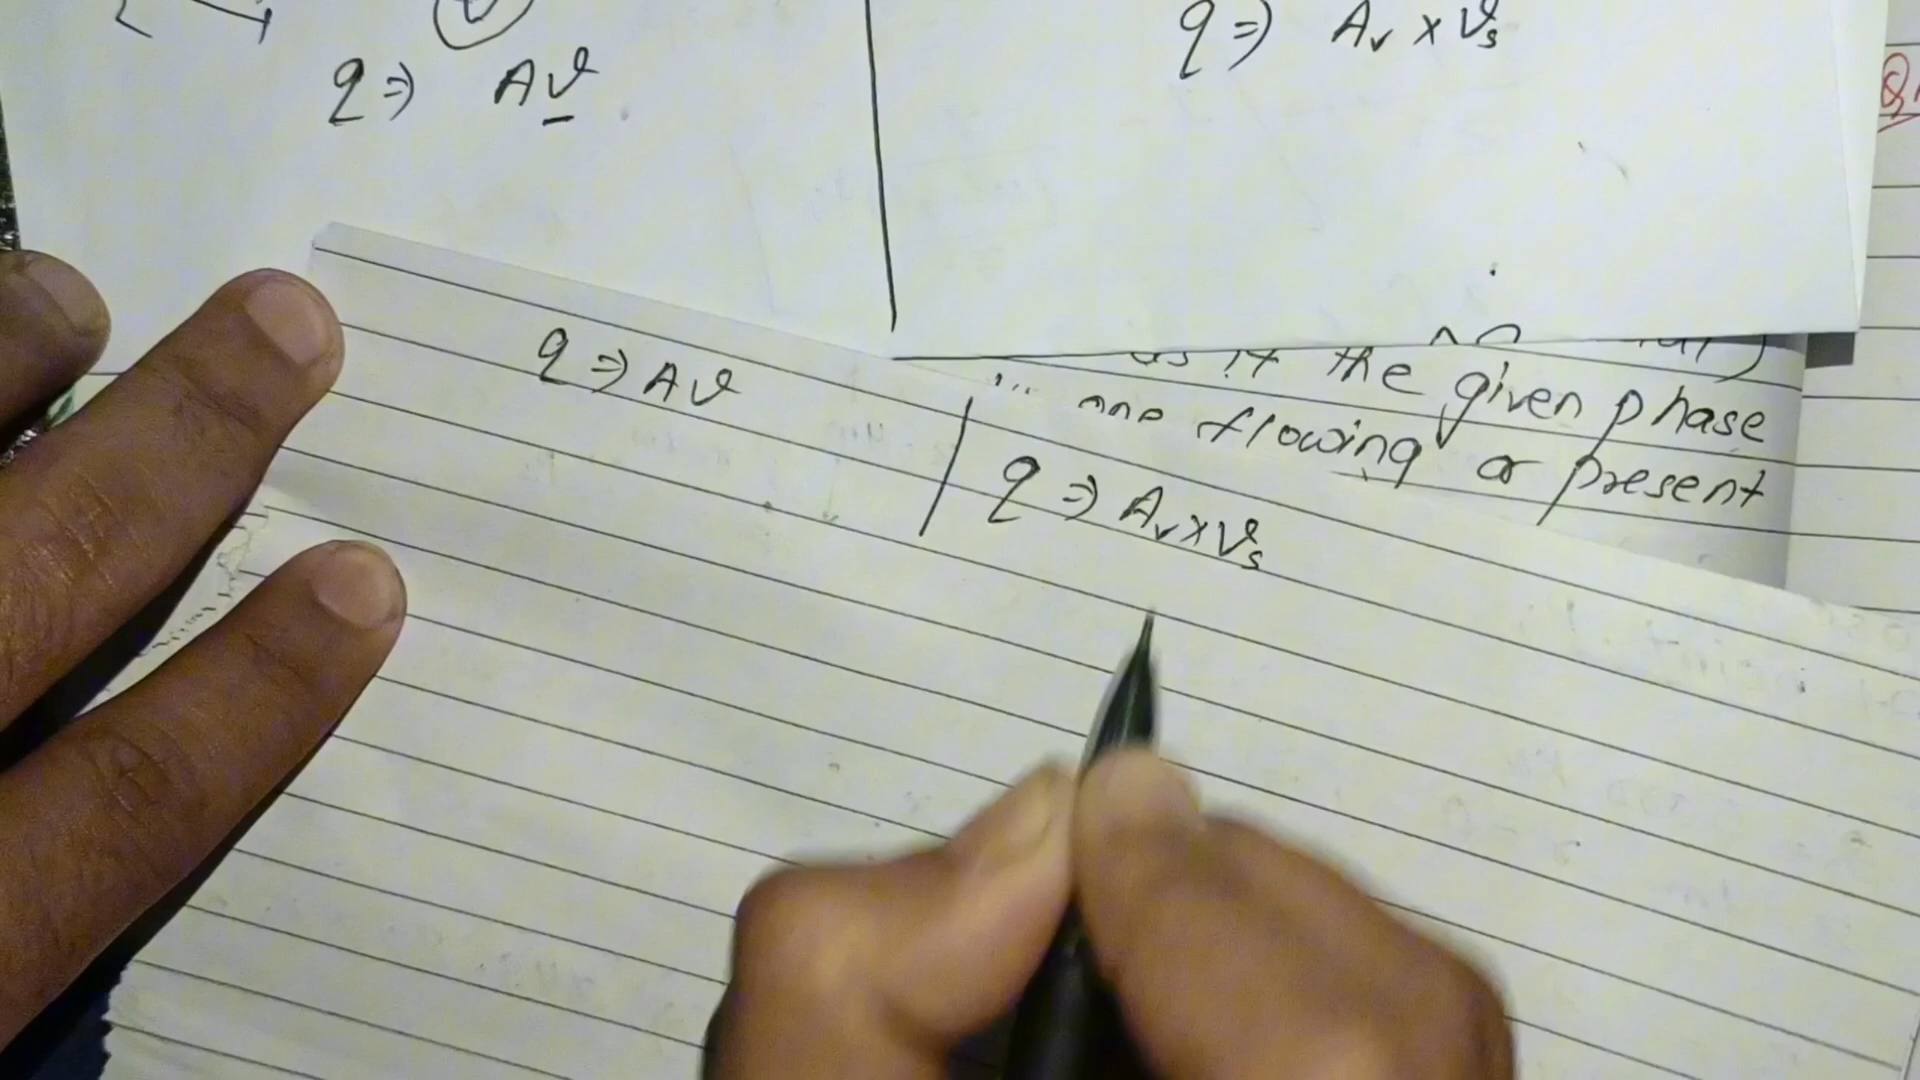 q ⇒ Av
q ⇒ Av × vs
q ⇒ Av
q ⇒ Av × vs
the given phase
flowing or present